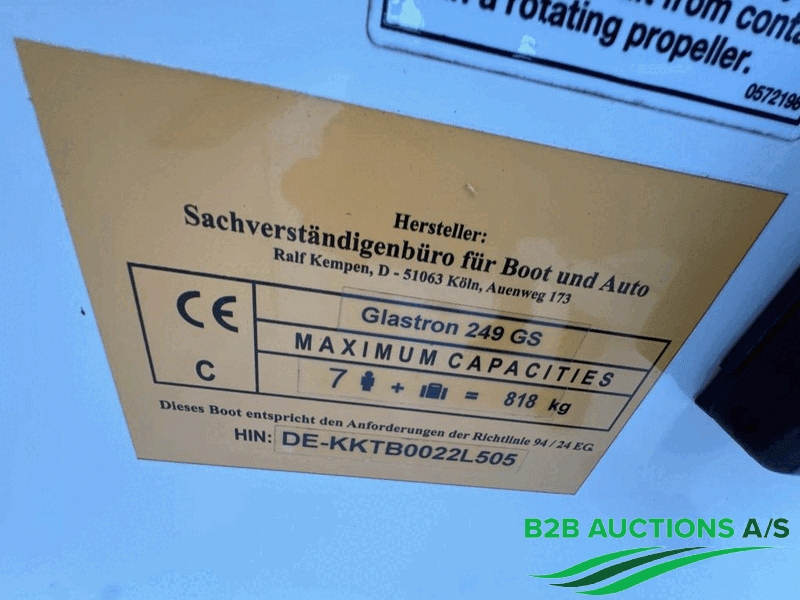 from conta
a rotating propeller.
0572198
Hersteller:
Sachverständigenbüro für Boot und Auto
Ralf Kempen, D - 51063 Köln, Auenweg 173
CE
C
Glastron 249 GS
MAXIMUM CAPACITIES
7 + = 818 kg
Dieses Boot entspricht den Anforderungen der Richtlinie 94/24 EG.
HIN: DE-KKTB0022L505
B2B AUCTIONS A/S